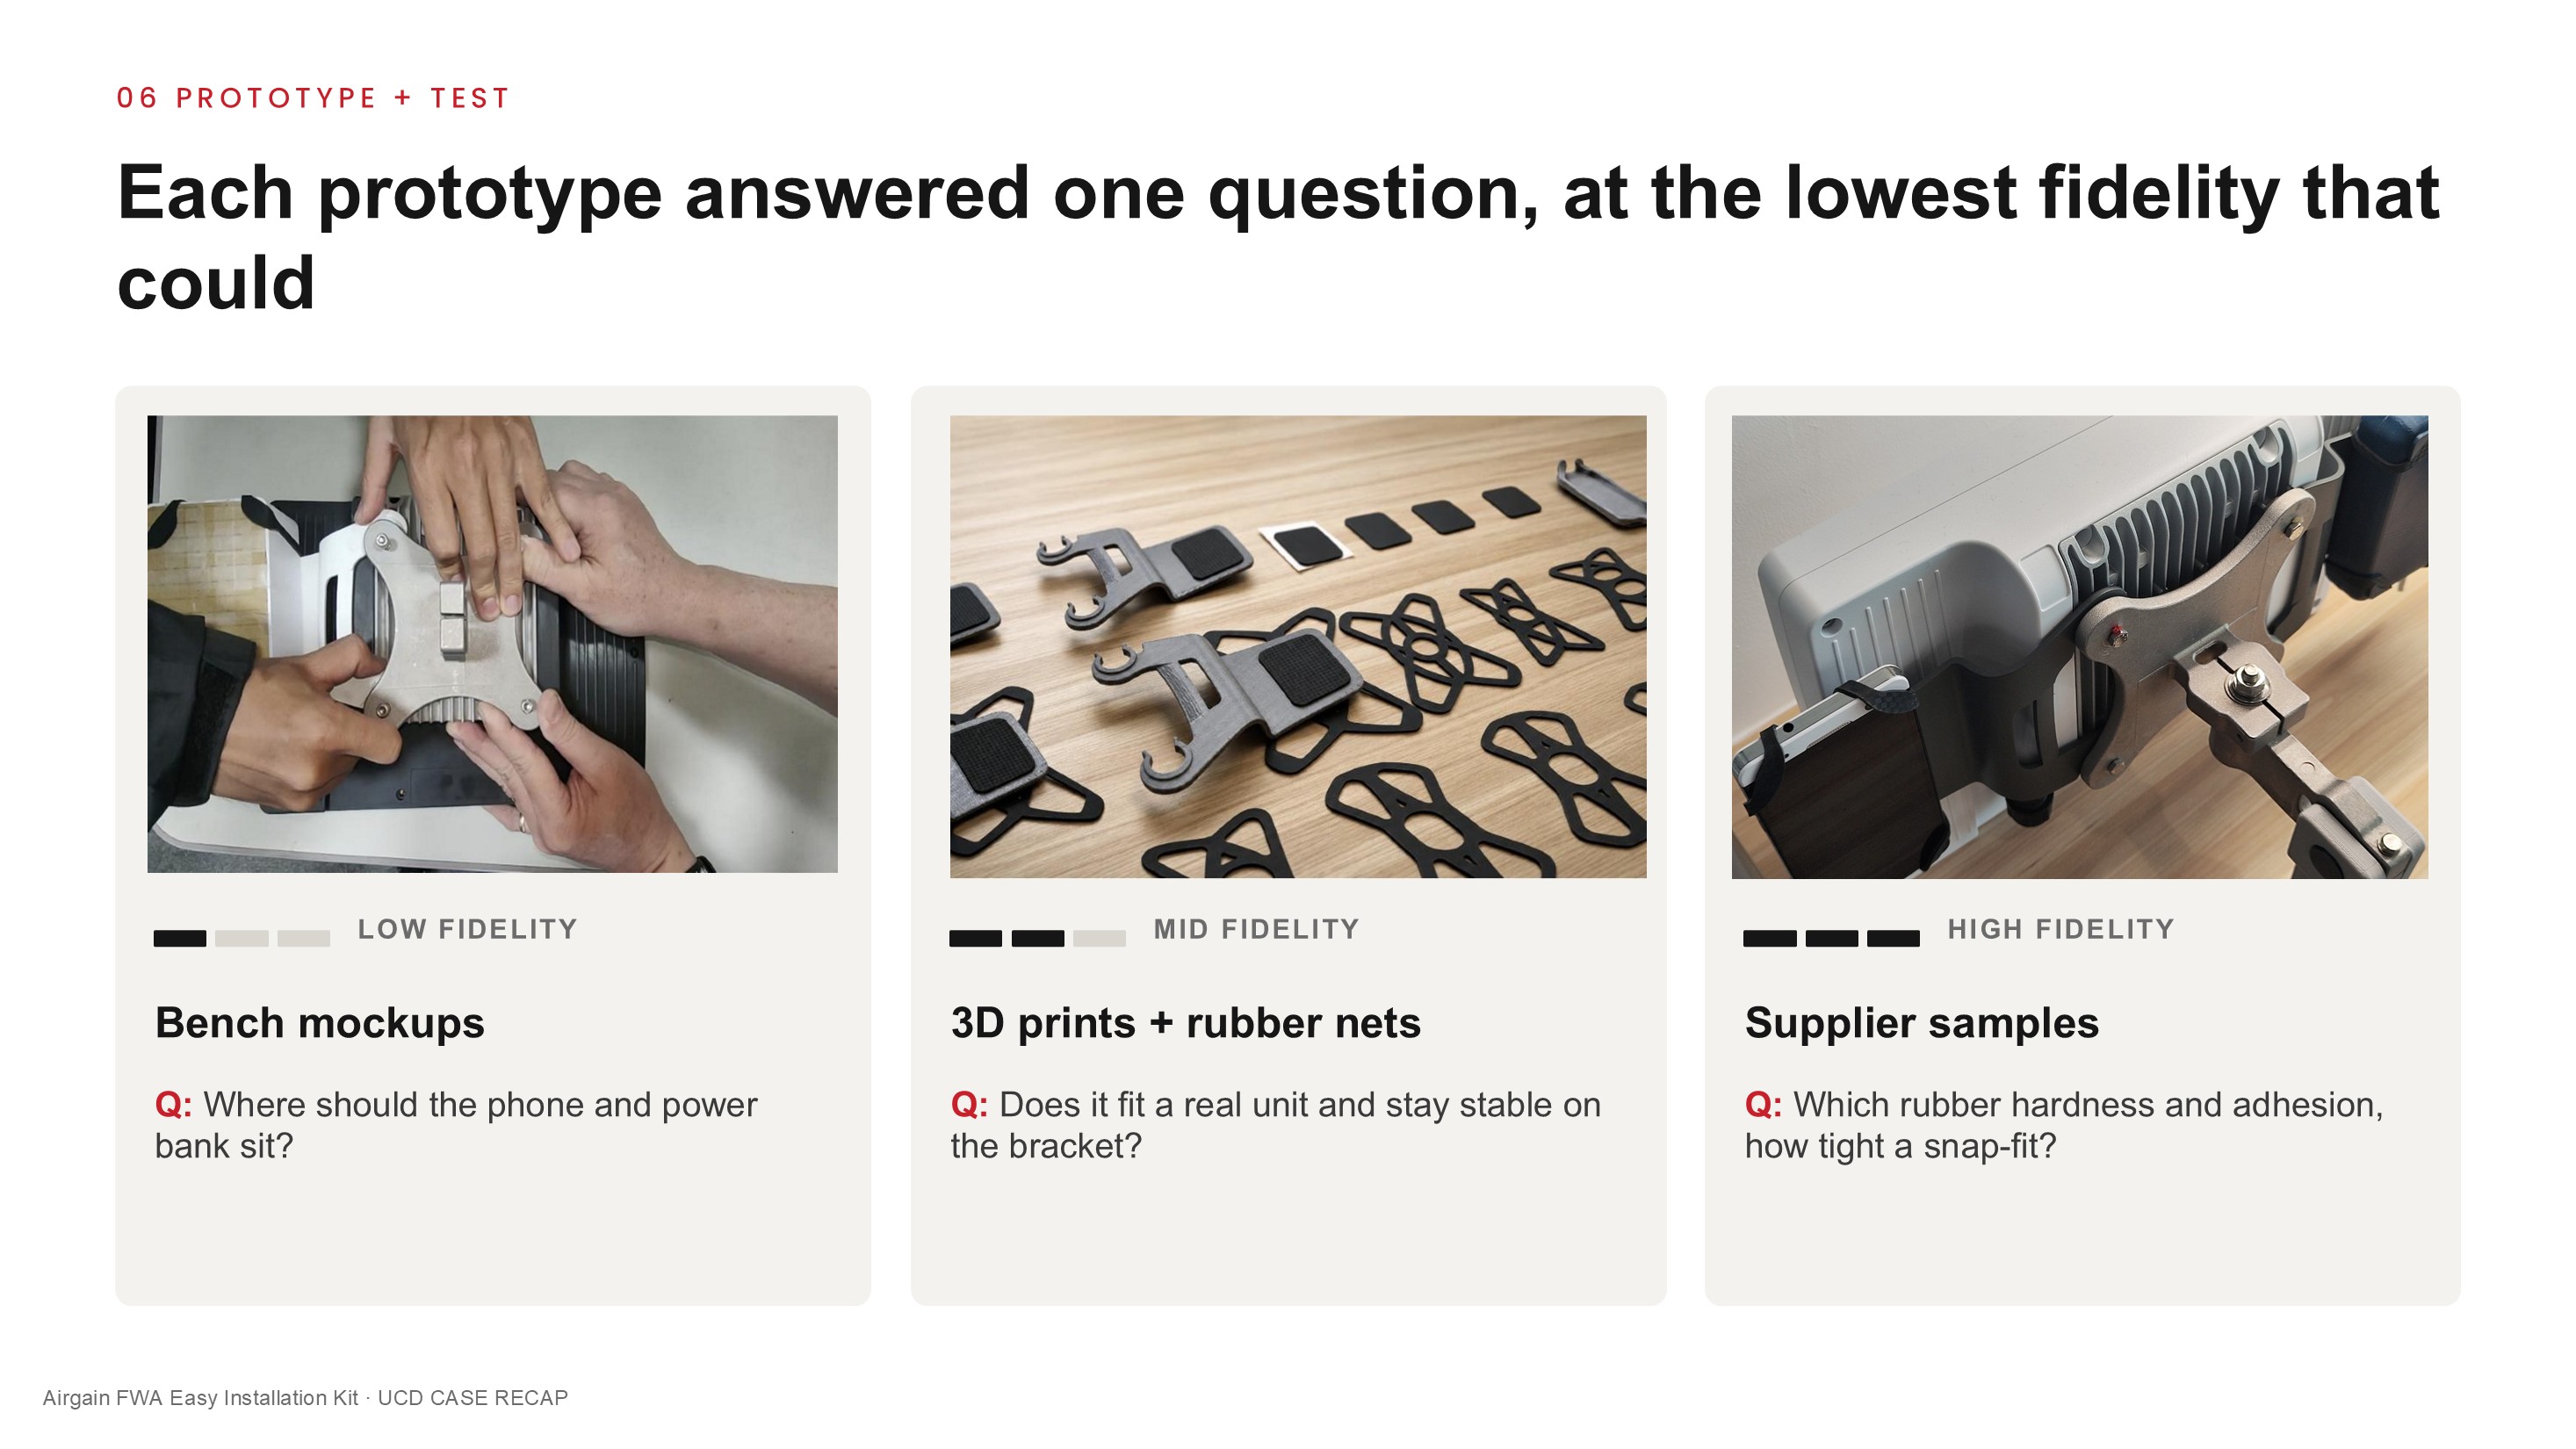 06 PROTOTYPE + TEST
Each prototype answered one question, at the lowest fidelity that
could
LOW FIDELITY
Bench mockups
Q: Where should the phone and power
bank sit?
MID FIDELITY
3D prints + rubber nets
Q: Does it fit a real unit and stay stable on
the bracket?
HIGH FIDELITY
Supplier samples
Q: Which rubber hardness and adhesion,
how tight a snap-fit?
Airgain FWA Easy Installation Kit · UCD CASE RECAP